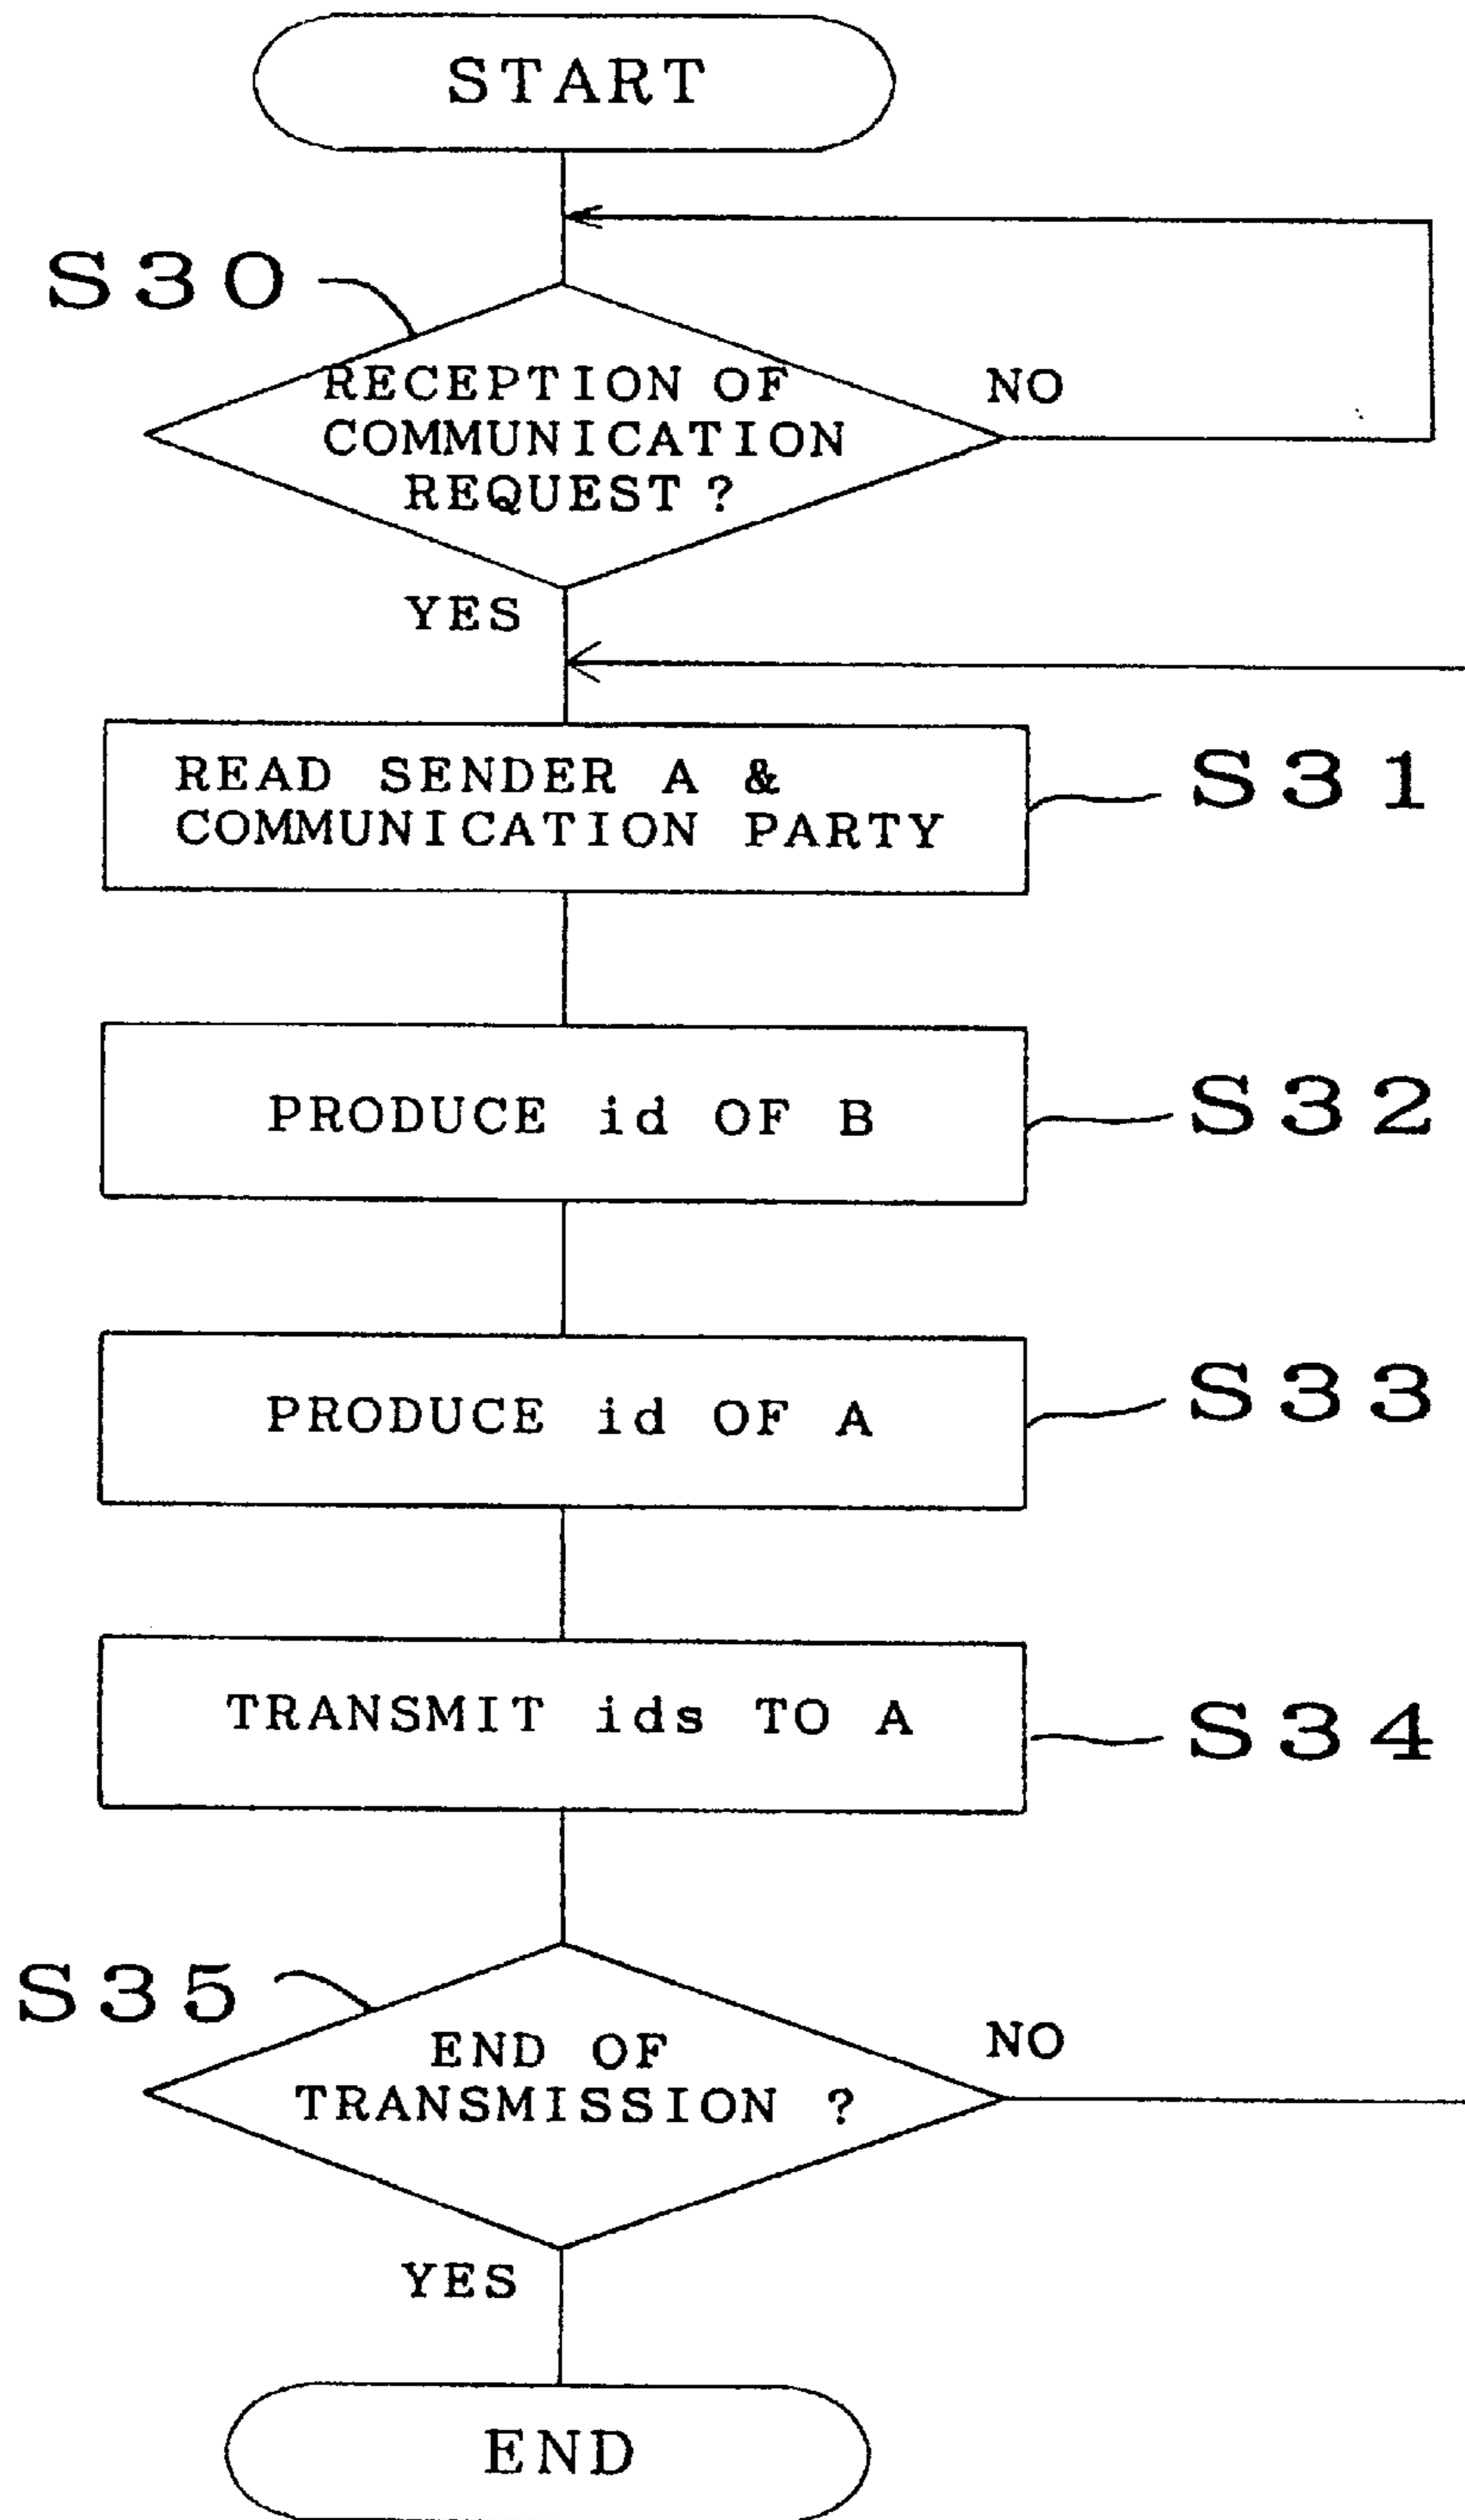 START
S30
RECEPTION OF
COMMUNICATION
REQUEST?
NO
YES
READ SENDER A &
COMMUNICATION PARTY
S31
PRODUCE id OF B
S32
PRODUCE id OF A
S33
TRANSMIT ids TO A
S34
S35
END OF
TRANSMISSION ?
NO
YES
END